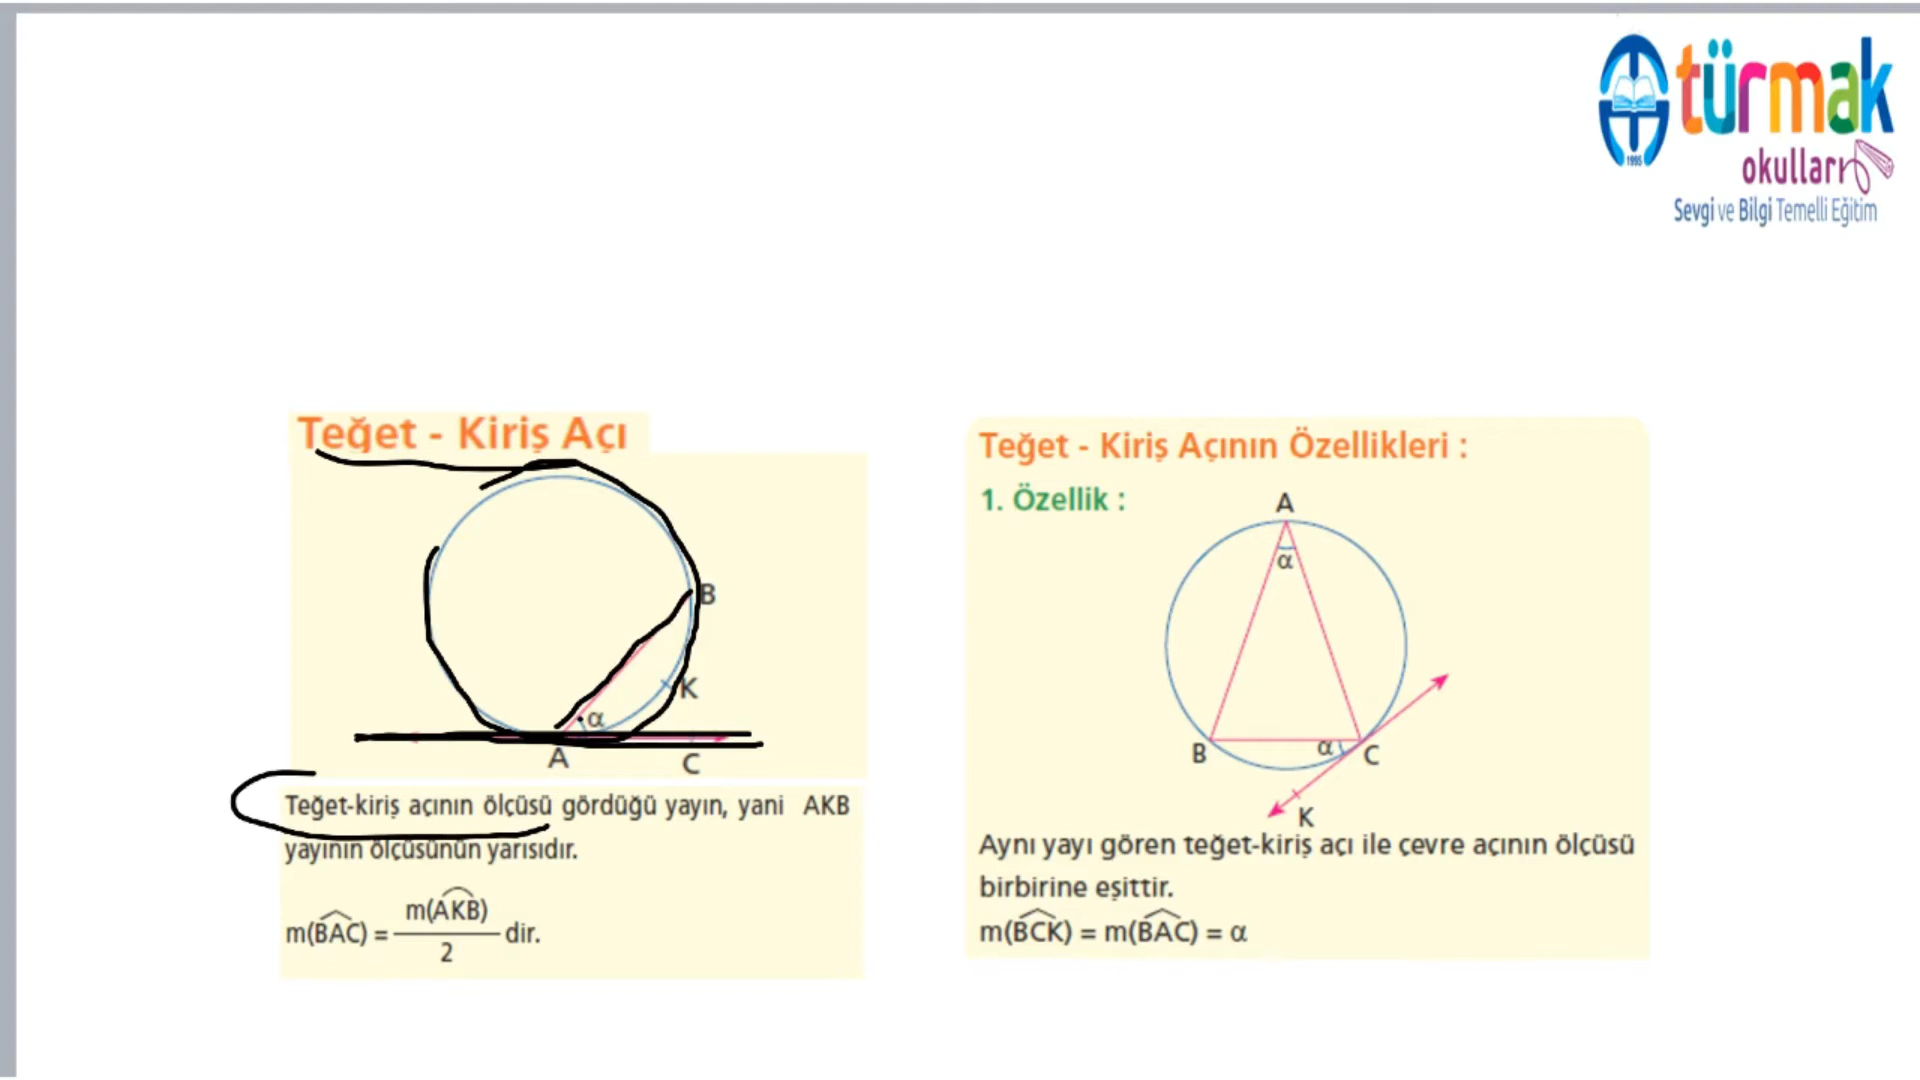 türmak
okulları
1995
Sevgi ve Bilgi Temelli Eğitim
Teğet - Kiriş Açı
B
K
α
A
C
Teğet-kiriş açının ölçüsü gördüğü yayın, yani AKB
yayının ölçüsünün yarısıdır.
m(BAC) = m(AKB) / 2 dir.
Teğet - Kiriş Açının Özellikleri :
1. Özellik :
A
α
B
α
C
K
Aynı yayı gören teğet-kiriş açı ile çevre açının ölçüsü
birbirine eşittir.
m(BCK) = m(BAC) = α